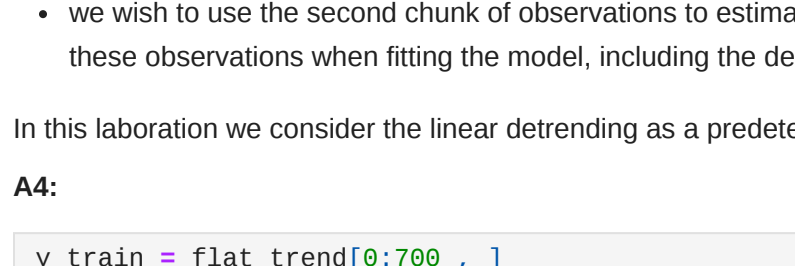 • we wish to use the second chunk of observations to estima
these observations when fitting the model, including the de
In this laboration we consider the linear detrending as a predete
A4:
y_train = flat_trend[0:700 , ]